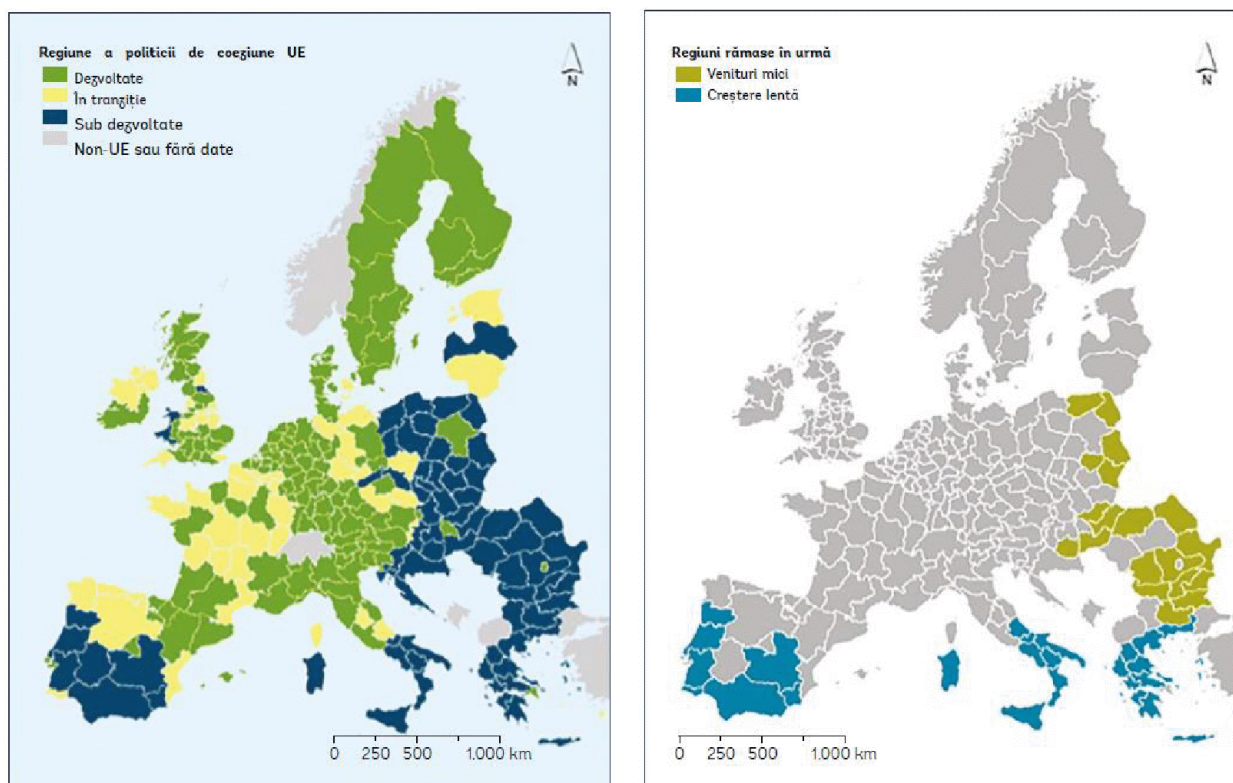 Regiune a politicii de coeziune UE
Dezvoltate
În tranziție
Sub dezvoltate
Non-UE sau fără date
N
0 250 500 1.000 km
Regiuni rămase în urmă
Venituri mici
Creștere lentă
N
0 250 500 1.000 km